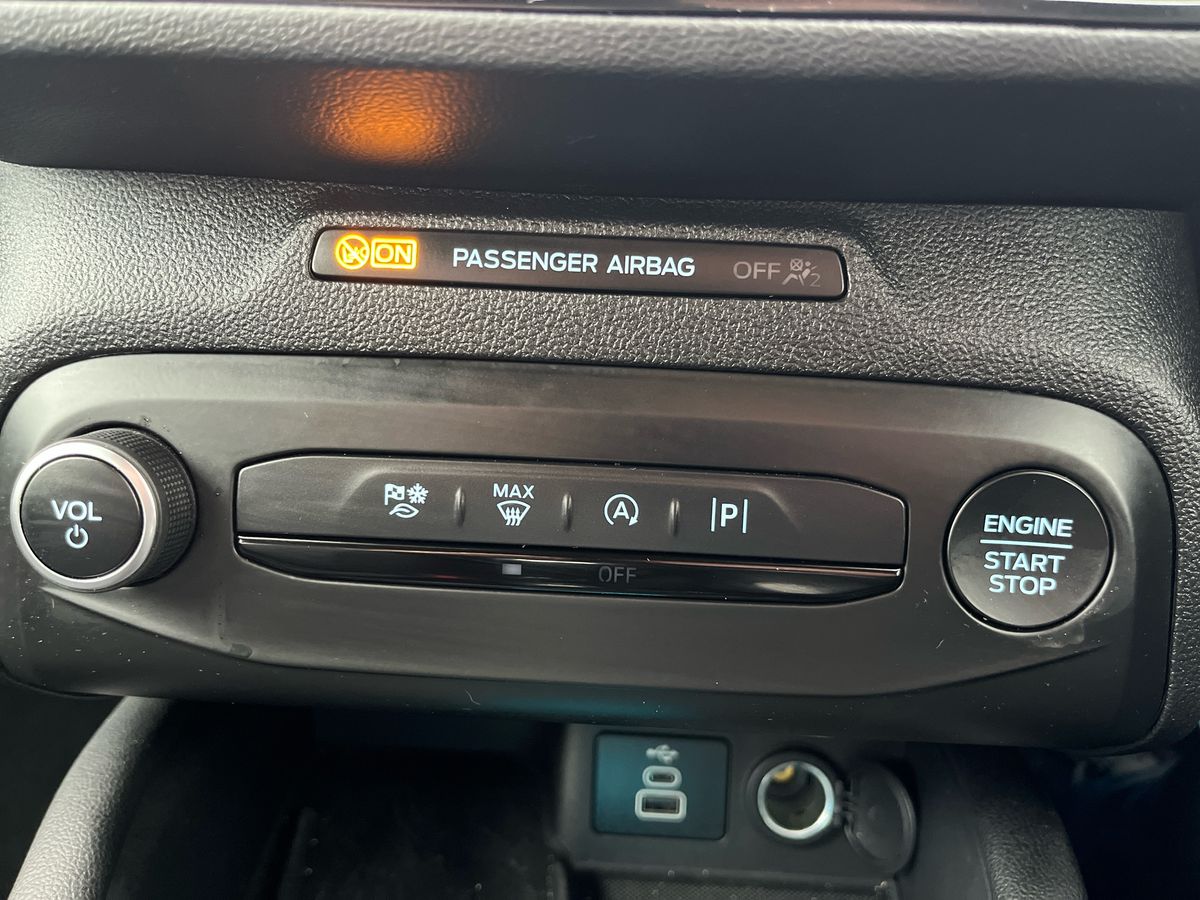 ON PASSENGER AIRBAG OFF 2
VOL
MAX
A
P
OFF
ENGINE
START
STOP